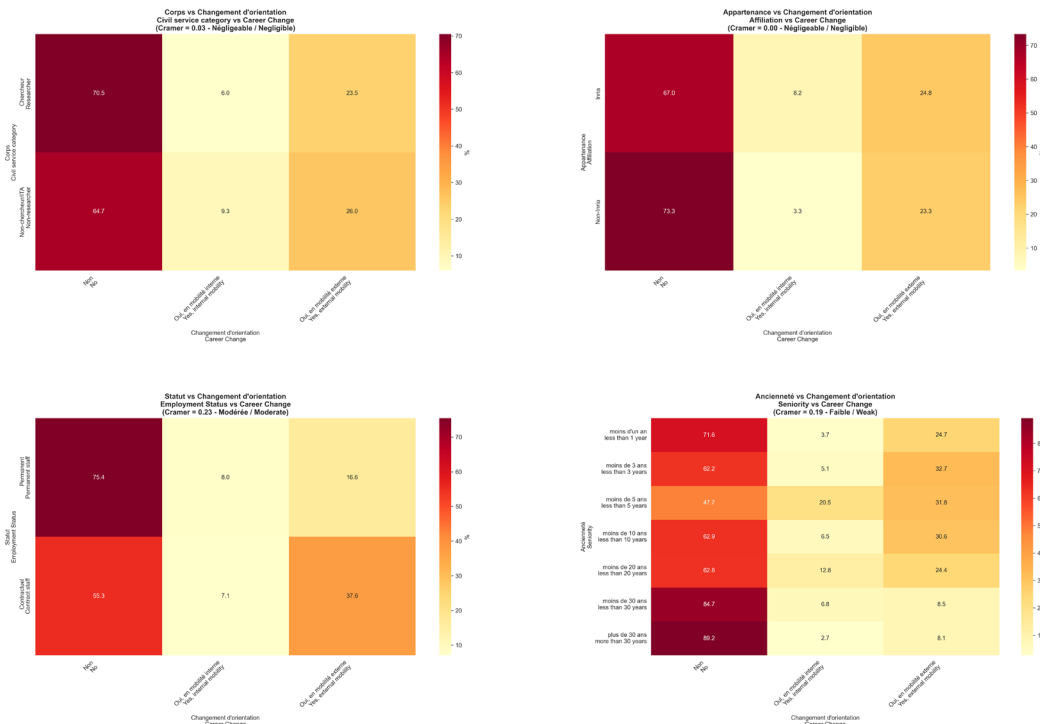 Corps vs Changement d'orientation
Civil service category vs Career Change
(Cramer = 0.03 - Négligeable / Negligible)
Chercheur
Researcher
Non-chercheur/ITA
Non-researcher
Corps
Civil service category
70.5 6.0 23.5
64.7 9.3 26.0
70
60
50
40
30
20
10
%
Non
No
Oui, en mobilité interne
Yes, internal mobility
Oui, en mobilité externe
Yes, external mobility
Changement d'orientation
Career Change
Appartenance vs Changement d'orientation
Affiliation vs Career Change
(Cramer = 0.00 - Négligeable / Negligible)
Inria
Non-Inria
Appartenance
Affiliation
67.0 8.2 24.8
73.3 3.3 23.3
70
60
50
40
30
20
10
Non
No
Oui, en mobilité interne
Yes, internal mobility
Oui, en mobilité externe
Yes, external mobility
Changement d'orientation
Career Change
Statut vs Changement d'orientation
Employment Status vs Career Change
(Cramer = 0.23 - Modérée / Moderate)
Permanent
Permanent staff
Contractuel
Contract staff
Statut
Employment Status
75.4 8.0 16.6
55.3 7.1 37.6
70
60
50
40
30
20
10
%
Non
No
Oui, en mobilité interne
Yes, internal mobility
Oui, en mobilité externe
Yes, external mobility
Changement d'orientation
Career Change
Ancienneté vs Changement d'orientation
Seniority vs Career Change
(Cramer = 0.19 - Faible / Weak)
Ancienneté
Seniority
moins d'un an
less than 1 year
71.6 3.7 24.7
moins de 3 ans
less than 3 years
62.2 5.1 32.7
moins de 5 ans
less than 5 years
47.7 20.5 31.8
moins de 10 ans
less than 10 years
62.9 6.5 30.6
moins de 20 ans
less than 20 years
62.8 12.8 24.4
moins de 30 ans
less than 30 years
84.7 6.8 8.5
plus de 30 ans
more than 30 years
89.2 2.7 8.1
Non
No
Oui, en mobilité interne
Yes, internal mobility
Oui, en mobilité externe
Yes, external mobility
Changement d'orientation
Career Change